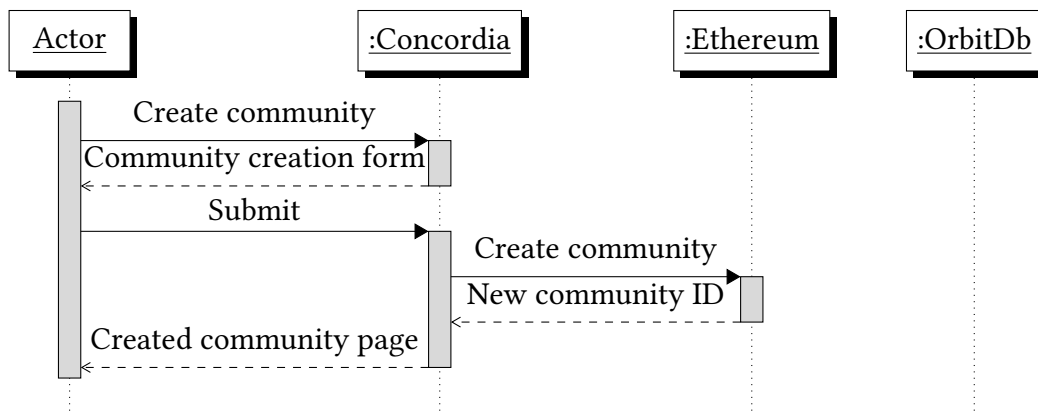 Actor
:Concordia
:Ethereum
:OrbitDb
Create community
Community creation form
Submit
Create community
New community ID
Created community page